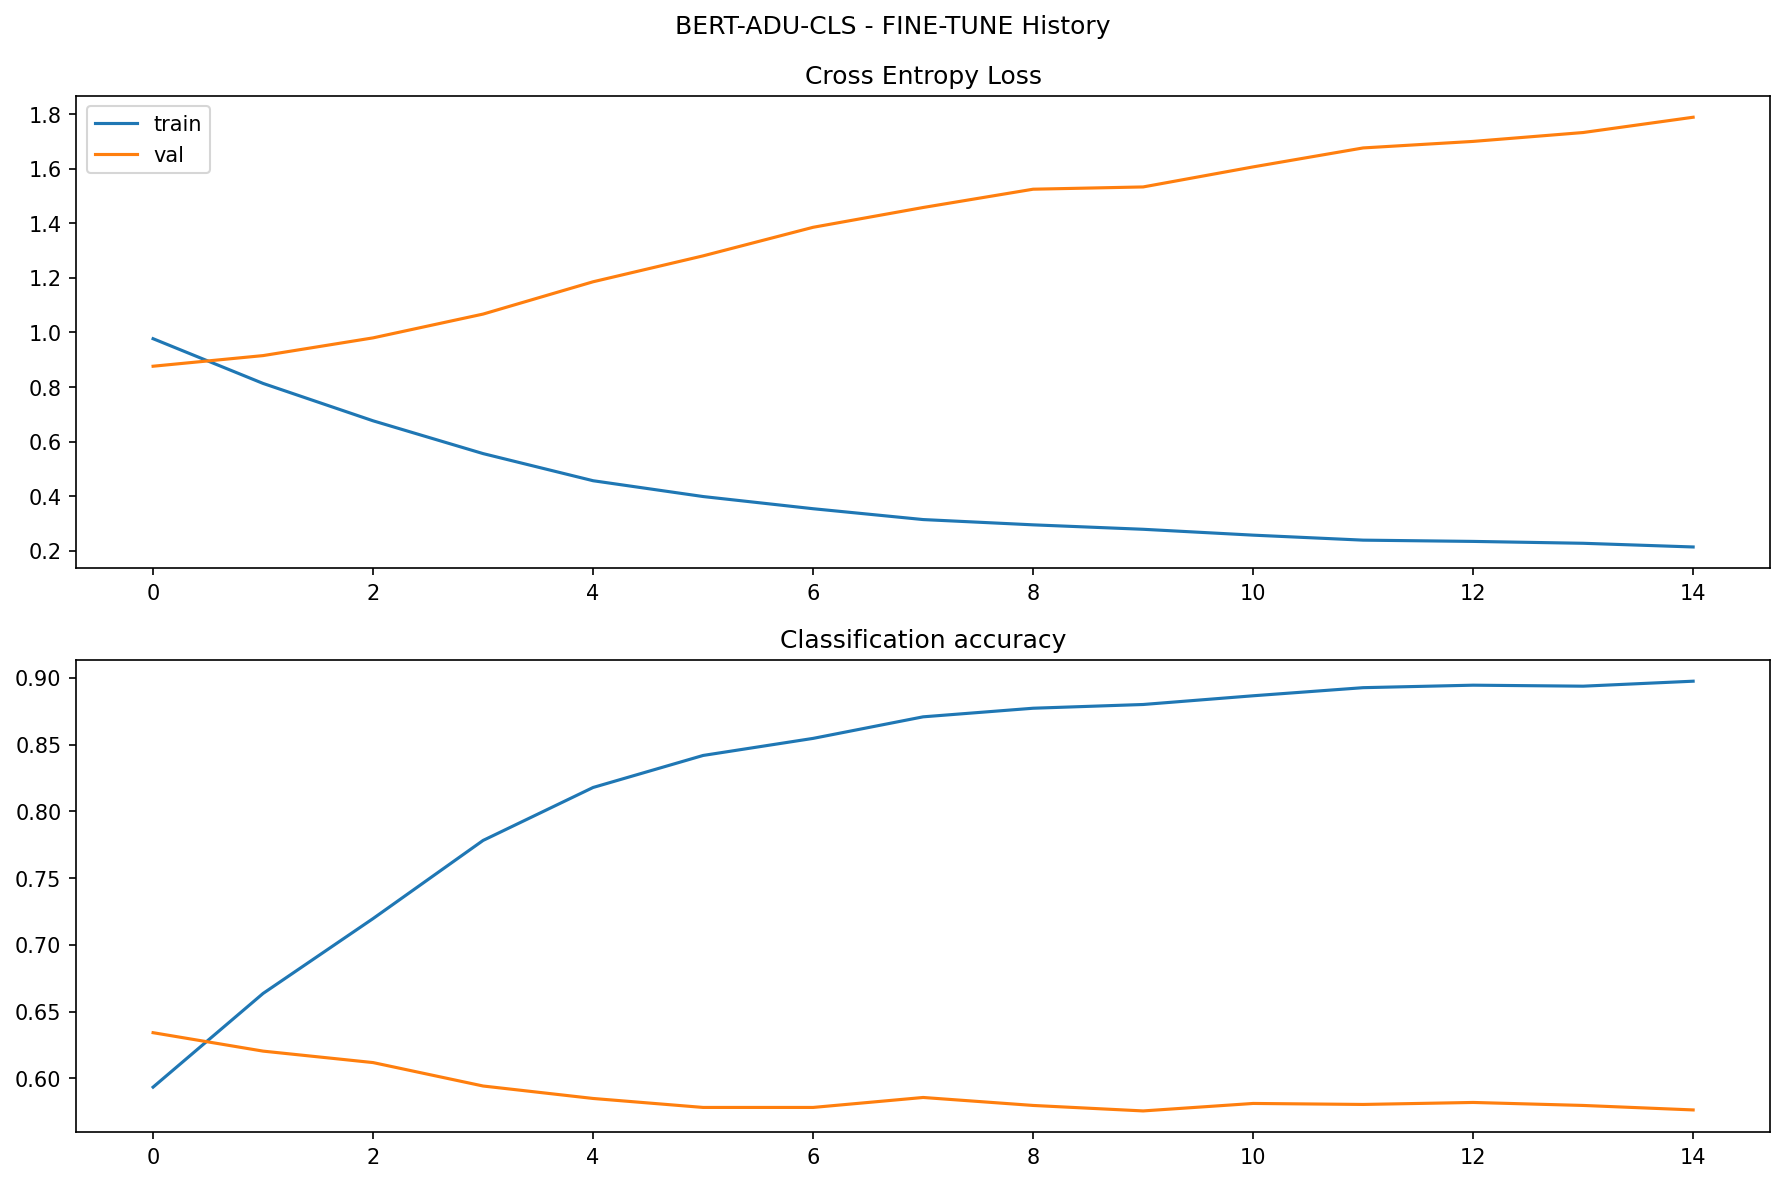 BERT-ADU-CLS - FINE-TUNE History
Cross Entropy Loss
train
val
1.8
1.6
1.4
1.2
1.0
0.8
0.6
0.4
0.2
0 2 4 6 8 10 12 14
Classification accuracy
0.90
0.85
0.80
0.75
0.70
0.65
0.60
0 2 4 6 8 10 12 14